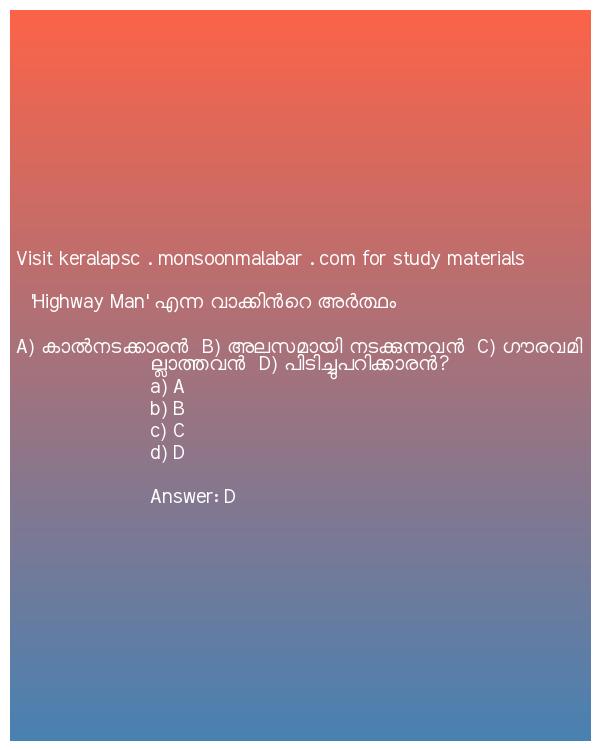 Visit keralapsc . monsoonmalabar . com for study materials
'Highway Man' എന്ന വാക്കിൻറെ അർത്ഥം
A) കാൽനടക്കാരൻ B) അലസമായി നടക്കുന്നവൻ C) ഗൗരവമി
ല്ലാത്തവൻ D) പിടിച്ചുപറിക്കാരൻ?
a) A
b) B
c) C
d) D
Answer: D